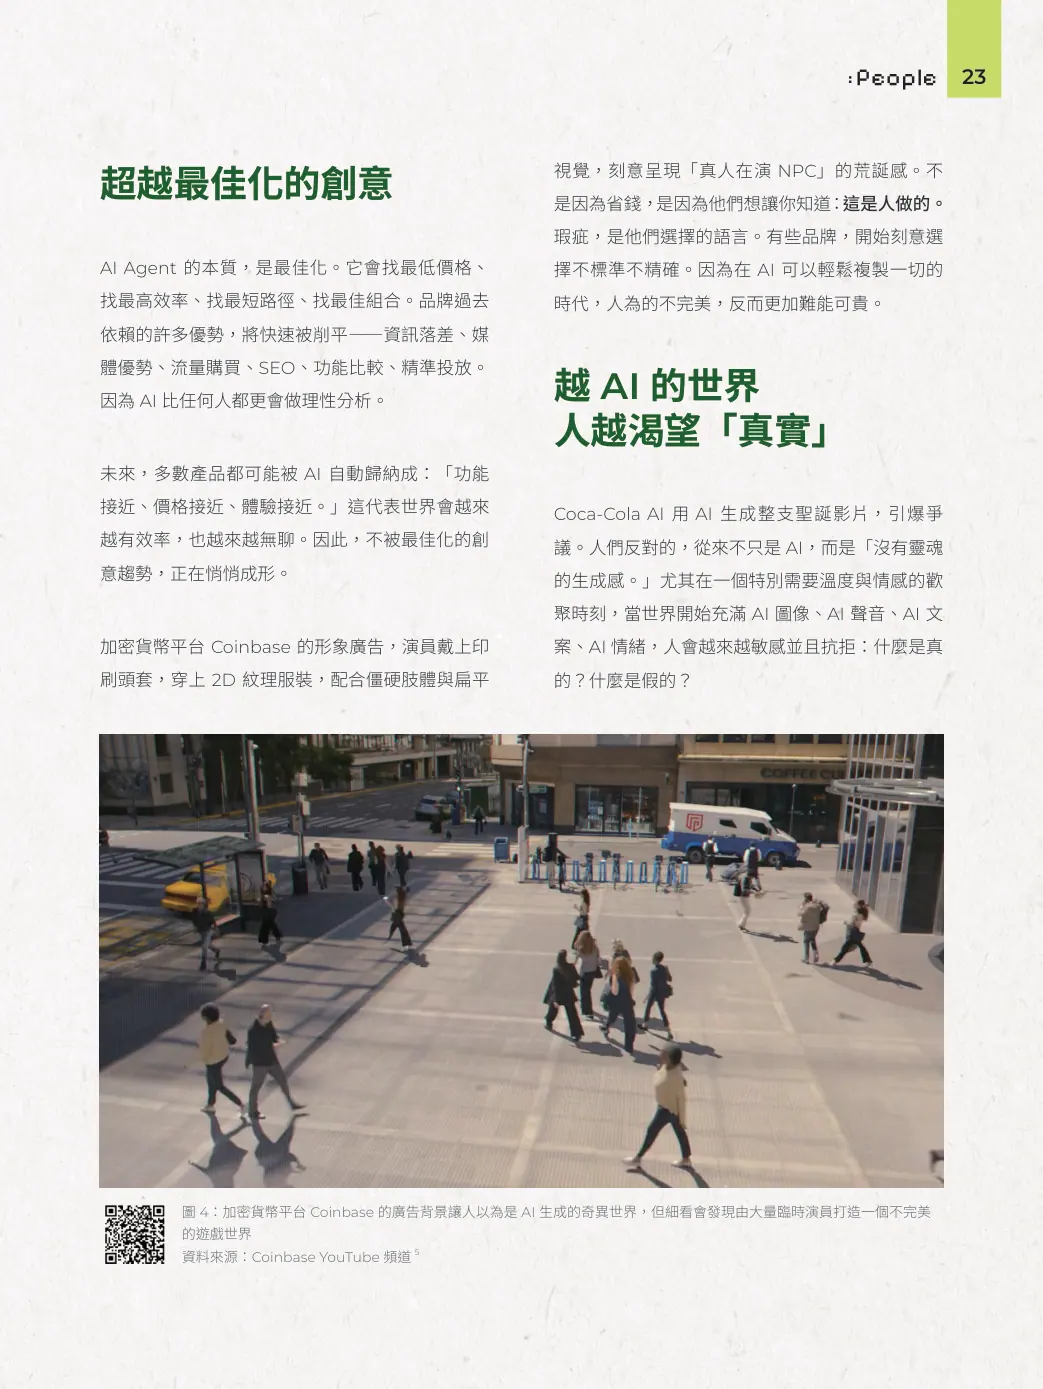 :People
23
超越最佳化的創意
AI Agent 的本質，是最佳化。它會找最低價格、
找最高效率、找最短路徑、找最佳組合。品牌過去
依賴的許多優勢，將快速被削平——資訊落差、媒
體優勢、流量購買、SEO、功能比較、精準投放。
因為 AI 比任何人都更會做理性分析。
未來，多數產品都可能被 AI 自動歸納成：「功能
接近、價格接近、體驗接近。」這代表世界會越來
越有效率，也越來越無聊。因此，不被最佳化的創
意趨勢，正在悄悄成形。
加密貨幣平台 Coinbase 的形象廣告，演員戴上印
刷頭套，穿上 2D 紋理服裝，配合僵硬肢體與扁平
視覺，刻意呈現「真人在演 NPC」的荒誕感。不
是因為省錢，是因為他們想讓你知道：這是人做的。
瑕疵，是他們選擇的語言。有些品牌，開始刻意選
擇不標準不精確。因為在 AI 可以輕鬆複製一切的
時代，人為的不完美，反而更加難能可貴。
越 AI 的世界
人越渴望「真實」
Coca-Cola AI 用 AI 生成整支聖誕影片，引爆爭
議。人們反對的，從來不只是 AI，而是「沒有靈魂
的生成感。」尤其在一個特別需要溫度與情感的歡
聚時刻，當世界開始充滿 AI 圖像、AI 聲音、AI 文
案、AI 情緒，人會越來越敏感並且抗拒：什麼是真
的？什麼是假的？
圖 4：加密貨幣平台 Coinbase 的廣告背景讓人以為是 AI 生成的奇異世界，但細看會發現由大量臨時演員打造一個不完美
的遊戲世界
資料來源：Coinbase YouTube 頻道 5